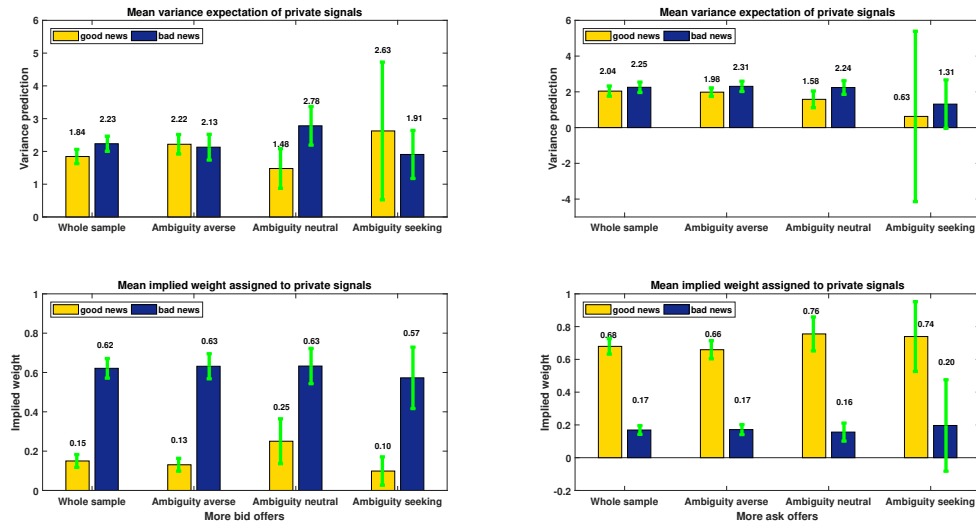 Mean variance expectation of private signals
good news bad news
Variance prediction
6
5
4
3
2
1
0
1.84 2.23 2.22 2.13 1.48 2.78 2.63 1.91
Whole sample Ambiguity averse Ambiguity neutral Ambiguity seeking
Mean variance expectation of private signals
good news bad news
Variance prediction
6
4
2
0
-2
-4
2.04 2.25 1.98 2.31 1.58 2.24 0.63 1.31
Whole sample Ambiguity averse Ambiguity neutral Ambiguity seeking
Mean implied weight assigned to private signals
good news bad news
Implied weight
1
0.8
0.6
0.4
0.2
0
0.15 0.62 0.13 0.63 0.25 0.63 0.10 0.57
Whole sample Ambiguity averse Ambiguity neutral Ambiguity seeking
More bid offers
Mean implied weight assigned to private signals
good news bad news
Implied weight
1
0.8
0.6
0.4
0.2
0
-0.2
0.68 0.17 0.66 0.17 0.76 0.16 0.74 0.20
Whole sample Ambiguity averse Ambiguity neutral Ambiguity seeking
More ask offers